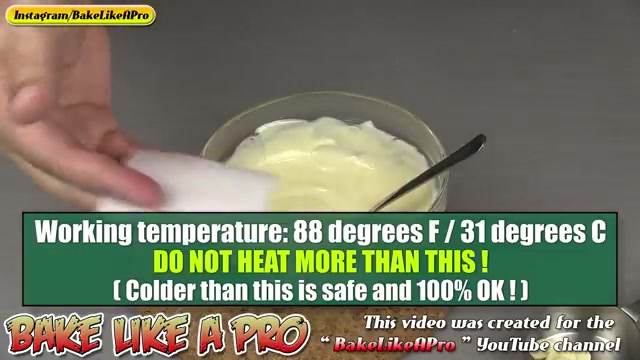 Instagram/BakeLikeAPro
Working temperature: 88 degrees F / 31 degrees C
DO NOT HEAT MORE THAN THIS !
( Colder than this is safe and 100% OK ! )
BAKE LIKE A PRO
This video was created for the
“ BakeLikeAPro ” YouTube channel